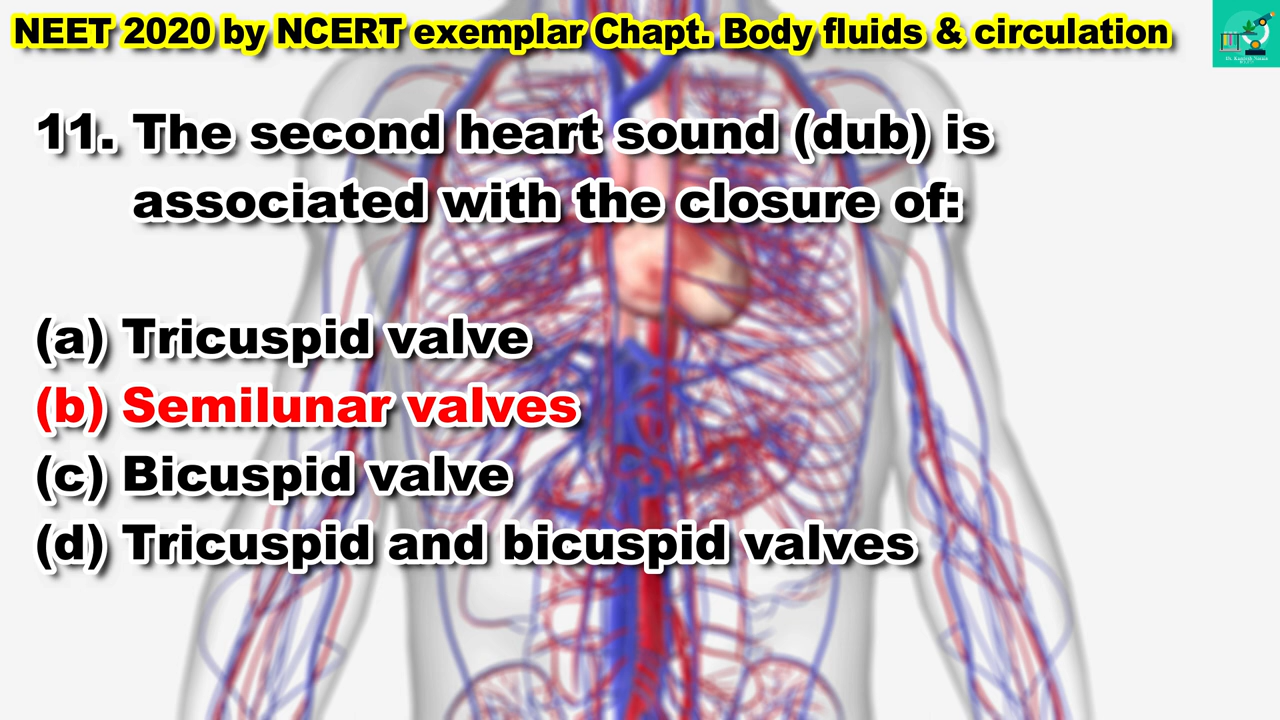 NEET 2020 by NCERT exemplar Chapt. Body fluids & circulation
11. The second heart sound (dub) is
associated with the closure of:
(a) Tricuspid valve
(b) Semilunar valves
(c) Bicuspid valve
(d) Tricuspid and bicuspid valves